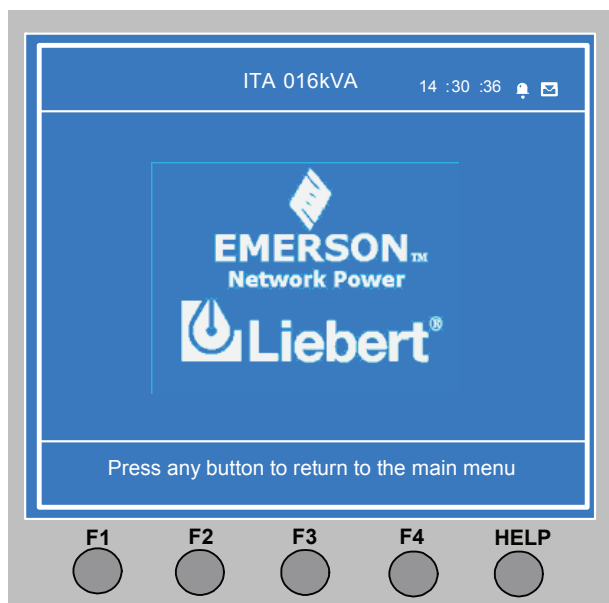 ITA 016kVA 14 :30 :36
EMERSON™
Network Power
Liebert®
Press any button to return to the main menu
F1 F2 F3 F4 HELP